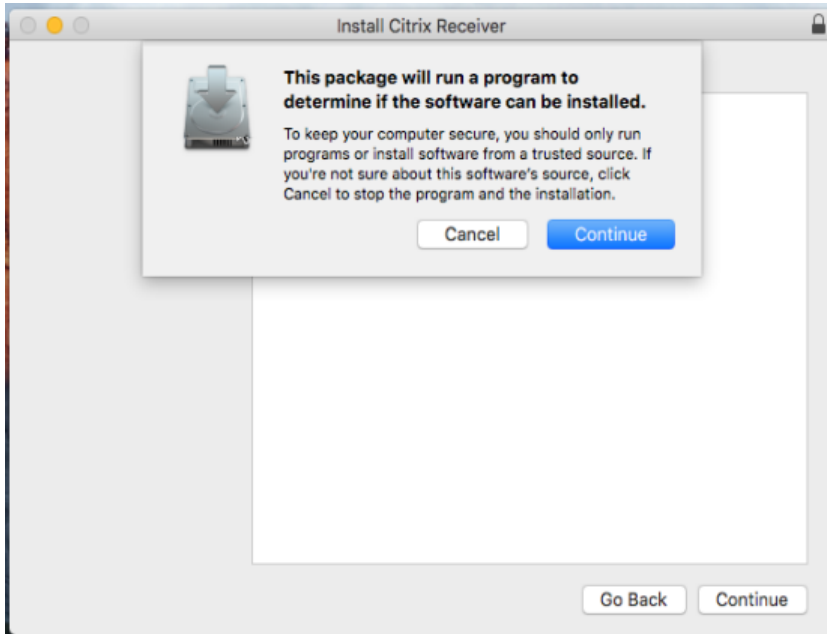 Install Citrix Receiver
This package will run a program to
determine if the software can be installed.
To keep your computer secure, you should only run
programs or install software from a trusted source. If
you're not sure about this software's source, click
Cancel to stop the program and the installation.
Cancel Continue
Go Back Continue